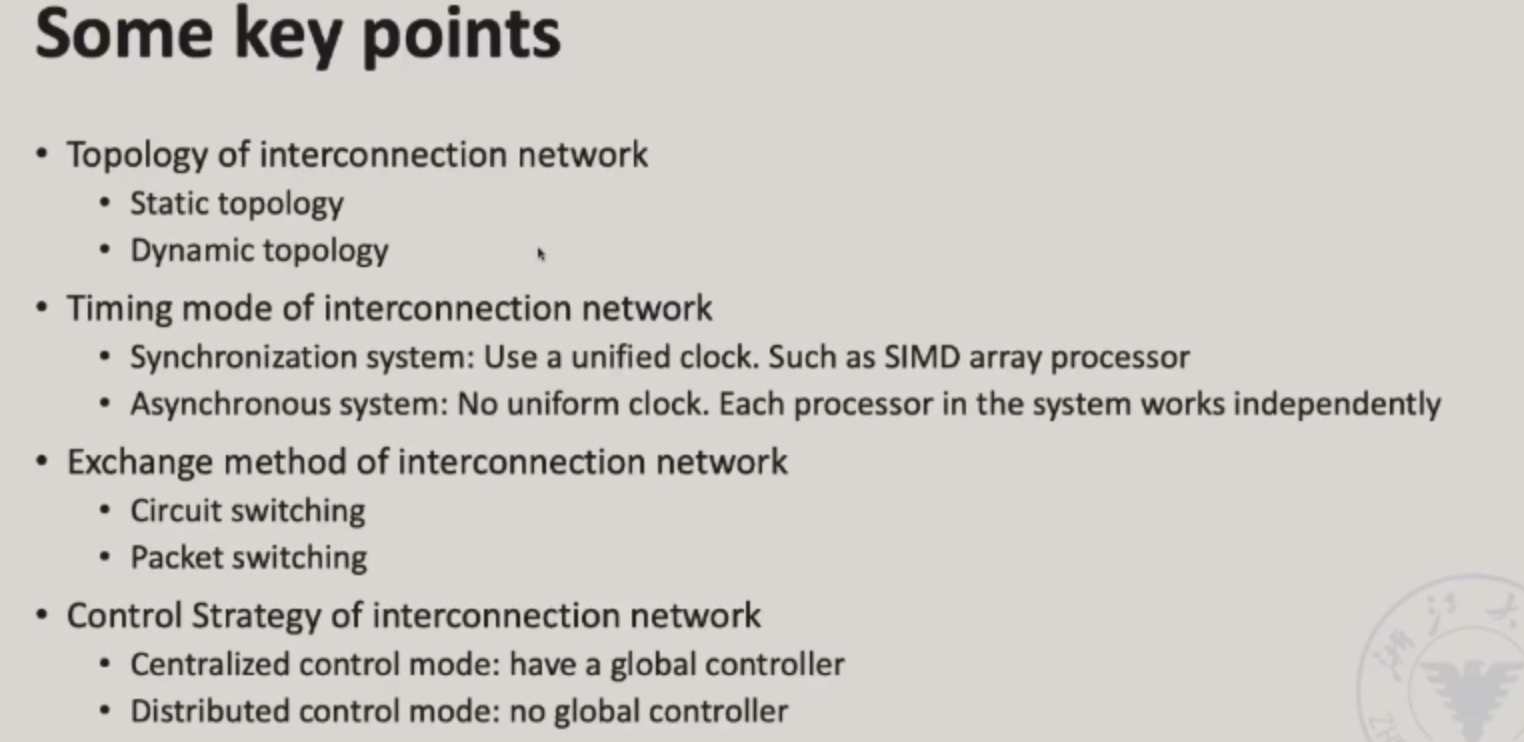 Some key points
• Topology of interconnection network
• Static topology
• Dynamic topology
• Timing mode of interconnection network
• Synchronization system: Use a unified clock. Such as SIMD array processor
• Asynchronous system: No uniform clock. Each processor in the system works independently
• Exchange method of interconnection network
• Circuit switching
• Packet switching
• Control Strategy of interconnection network
• Centralized control mode: have a global controller
• Distributed control mode: no global controller
浙江大